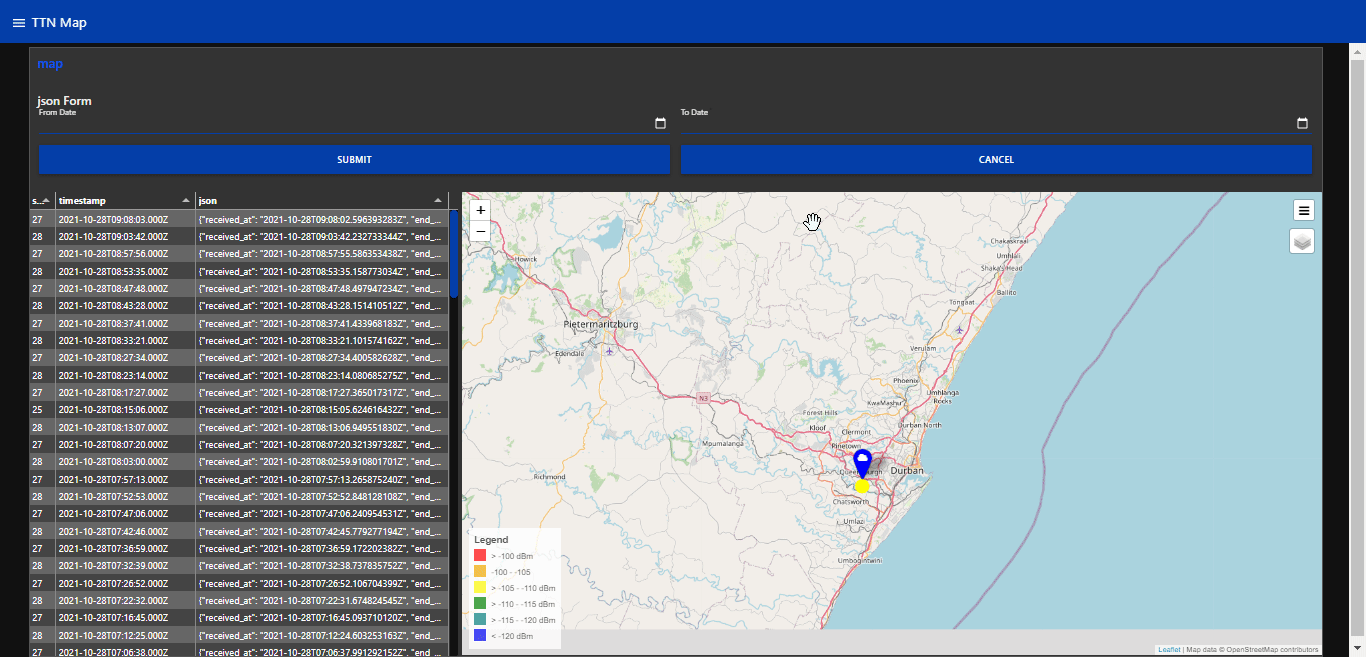 TTN Map
map
json Form
From Date
To Date
SUBMIT
CANCEL
s...
timestamp
json
27 2021-10-28T09:08:03.000Z {"received_at": "2021-10-28T09:08:02.596393283Z", "end_...
28 2021-10-28T09:03:42.000Z {"received_at": "2021-10-28T09:03:42.232733344Z", "end_...
27 2021-10-28T08:57:56.000Z {"received_at": "2021-10-28T08:57:55.586353438Z", "end_...
28 2021-10-28T08:53:35.000Z {"received_at": "2021-10-28T08:53:35.158773034Z", "end_...
27 2021-10-28T08:47:48.000Z {"received_at": "2021-10-28T08:47:48.497947234Z", "end_...
28 2021-10-28T08:43:28.000Z {"received_at": "2021-10-28T08:43:28.151410512Z", "end_...
27 2021-10-28T08:37:41.000Z {"received_at": "2021-10-28T08:37:41.433968183Z", "end_...
28 2021-10-28T08:33:21.000Z {"received_at": "2021-10-28T08:33:21.101574162Z", "end_...
27 2021-10-28T08:27:34.000Z {"received_at": "2021-10-28T08:27:34.400582628Z", "end_...
28 2021-10-28T08:23:14.000Z {"received_at": "2021-10-28T08:23:14.080685275Z", "end_...
27 2021-10-28T08:17:27.000Z {"received_at": "2021-10-28T08:17:27.365017317Z", "end_...
25 2021-10-28T08:15:06.000Z {"received_at": "2021-10-28T08:15:05.624616432Z", "end_...
28 2021-10-28T08:13:07.000Z {"received_at": "2021-10-28T08:13:06.949551830Z", "end_...
27 2021-10-28T08:07:20.000Z {"received_at": "2021-10-28T08:07:20.321397328Z", "end_...
28 2021-10-28T08:03:00.000Z {"received_at": "2021-10-28T08:02:59.910801701Z", "end_...
27 2021-10-28T07:57:13.000Z {"received_at": "2021-10-28T07:57:13.265875240Z", "end_...
28 2021-10-28T07:52:53.000Z {"received_at": "2021-10-28T07:52:52.848128108Z", "end_...
27 2021-10-28T07:47:06.000Z {"received_at": "2021-10-28T07:47:06.240954531Z", "end_...
28 2021-10-28T07:42:46.000Z {"received_at": "2021-10-28T07:42:45.779277194Z", "end_...
27 2021-10-28T07:36:59.000Z {"received_at": "2021-10-28T07:36:59.172202382Z", "end_...
28 2021-10-28T07:32:39.000Z {"received_at": "2021-10-28T07:32:38.737835752Z", "end_...
27 2021-10-28T07:26:52.000Z {"received_at": "2021-10-28T07:26:52.106704399Z", "end_...
28 2021-10-28T07:22:32.000Z {"received_at": "2021-10-28T07:22:31.674824545Z", "end_...
27 2021-10-28T07:16:45.000Z {"received_at": "2021-10-28T07:16:45.093710120Z", "end_...
28 2021-10-28T07:12:25.000Z {"received_at": "2021-10-28T07:12:24.603253163Z", "end_...
27 2021-10-28T07:06:38.000Z {"received_at": "2021-10-28T07:06:37.991292152Z", "end_...
+
−
Chakaskraal
Umhlali
Shaka's Head
Howick
Ballito
Tongaat
Pietermaritzburg
Edendale
Verulam
Phoenix
Umhlanga
Rocks
N3
KwaMashu
Forest Hills
Kloof
Clermont
Durban North
Mpumalanga
Pinetown
Durban
Richmond
Chatsworth
Umlazi
Umbogintwini
Legend
> -100 dBm
-100 - -105
> -105 - -110 dBm
> -110 - -115 dBm
> -115 - -120 dBm
< -120 dBm
Leaflet | Map data © OpenStreetMap contributors